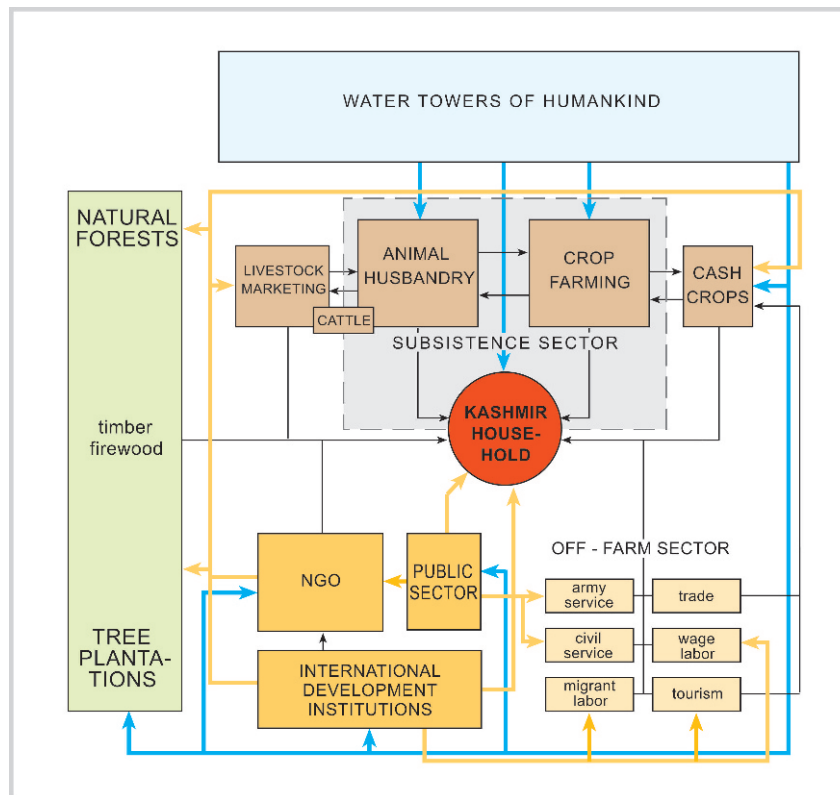 WATER TOWERS OF HUMANKIND
NATURAL
FORESTS
LIVESTOCK
MARKETING
CATTLE
ANIMAL
HUSBANDRY
CROP
FARMING
CASH
CROPS
SUBSISTENCE SECTOR
KASHMIR
HOUSE-
HOLD
timber
firewood
NGO
PUBLIC
SECTOR
OFF - FARM SECTOR
army
service
trade
civil
service
wage
labor
migrant
labor
tourism
TREE
PLANTA-
TIONS
INTERNATIONAL
DEVELOPMENT
INSTITUTIONS